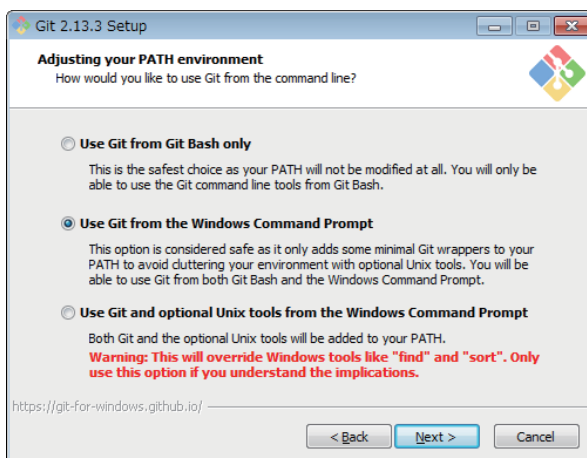 Git 2.13.3 Setup
Adjusting your PATH environment
How would you like to use Git from the command line?
Use Git from Git Bash only
This is the safest choice as your PATH will not be modified at all. You will only be
able to use the Git command line tools from Git Bash.
Use Git from the Windows Command Prompt
This option is considered safe as it only adds some minimal Git wrappers to your
PATH to avoid cluttering your environment with optional Unix tools. You will be
able to use Git from both Git Bash and the Windows Command Prompt.
Use Git and optional Unix tools from the Windows Command Prompt
Both Git and the optional Unix tools will be added to your PATH.
Warning: This will override Windows tools like "find" and "sort". Only
use this option if you understand the implications.
https://git-for-windows.github.io/
< Back Next > Cancel